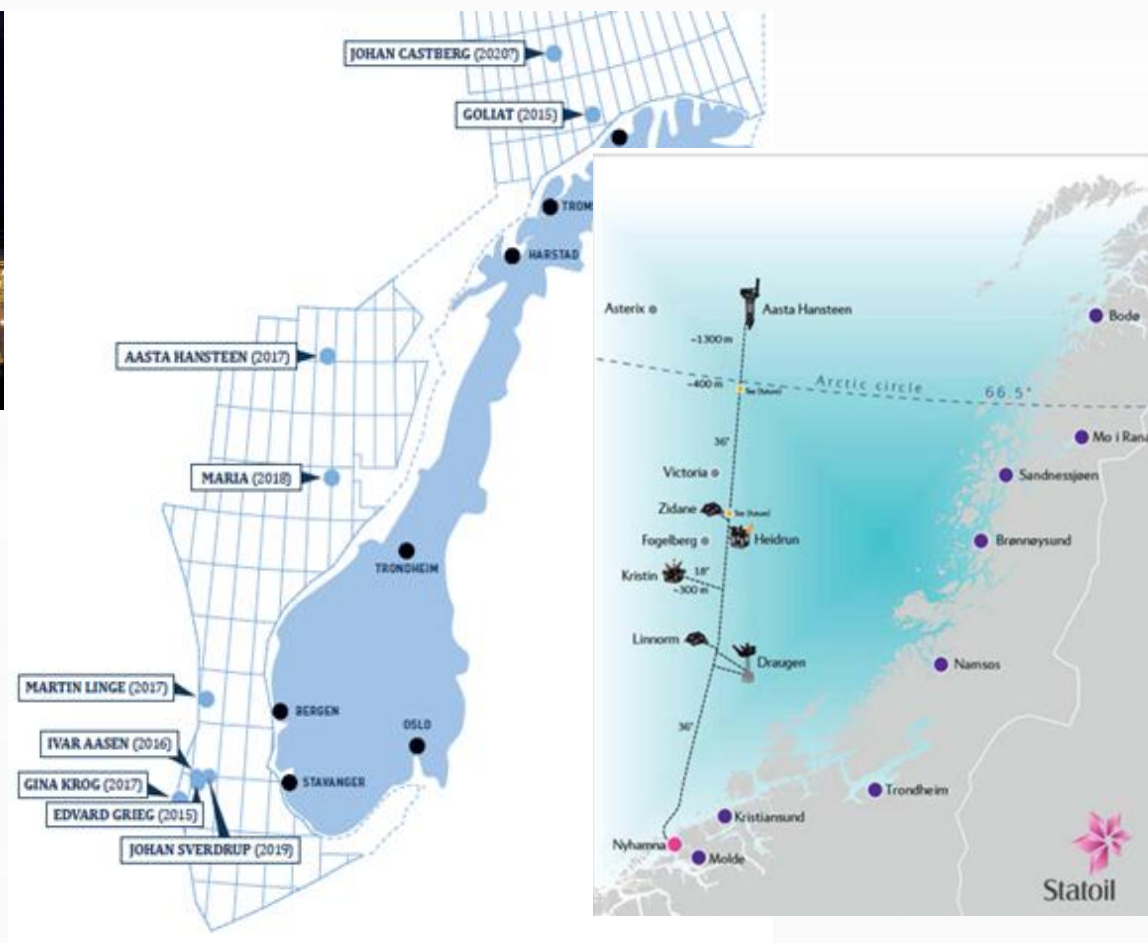 JOHAN CASTBERG (2020?)
GOLIAT (2015)
TROMS
HARSTAD
AASTA HANSTEEN (2017)
MARIA (2018)
TRONDHEIM
MARTIN LINGE (2017)
BERGEN
OSLO
IVAR AASEN (2016)
STAVANGER
GINA KROG (2017)
EDVARD GRIEG (2015)
JOHAN SVERDRUP (2019)
Asterix
Aasta Hansteen
Bodø
~1300 m
~400 m
Arctic circle
66.5°
36"
Mo i Rana
Victoria
Sandnessjøen
Zidane
Fogelberg
Heidrun
Brønnøysund
Kristin
18"
~300 m
Linnorm
Draugen
Namsos
36"
Trondheim
Kristiansund
Nyhamna
Molde
Statoil